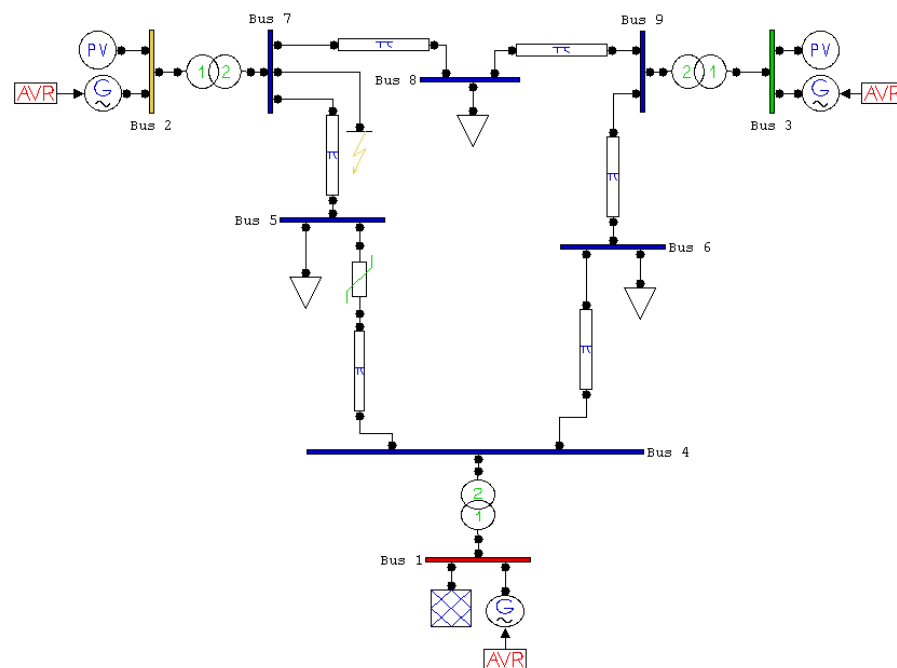 Bus 7
Bus 9
PV
1 2
π
π
2 1
PV
AVR
G
Bus 2
Bus 8
G
AVR
Bus 3
π
π
Bus 5
Bus 6
π
π
Bus 4
2
1
Bus 1
G
AVR